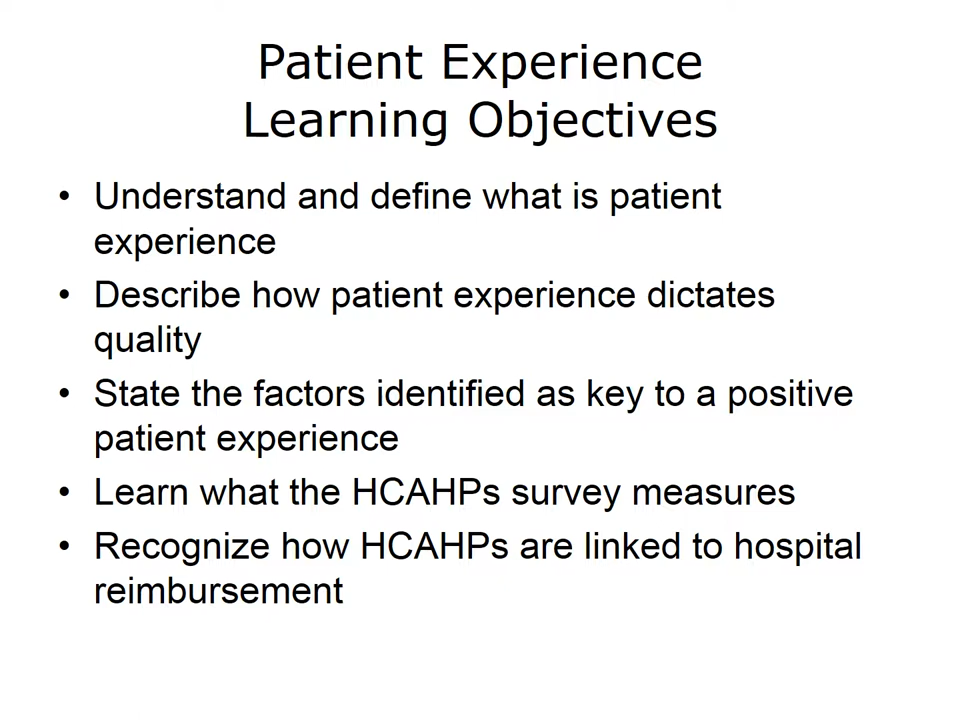 Patient Experience
Learning Objectives
• Understand and define what is patient
experience
• Describe how patient experience dictates
quality
• State the factors identified as key to a positive
patient experience
• Learn what the HCAHPs survey measures
• Recognize how HCAHPs are linked to hospital
reimbursement